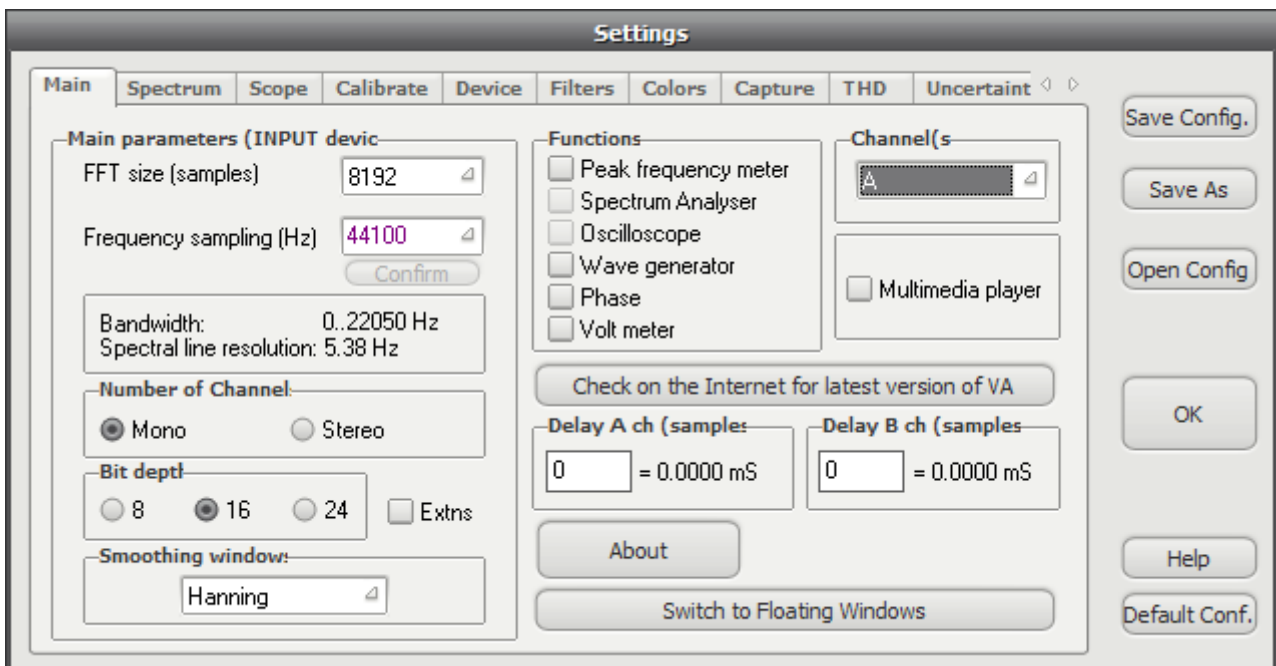 Settings
Main Spectrum Scope Calibrate Device Filters Colors Capture THD Uncertaint
Main parameters (INPUT devic
FFT size (samples) 8192
Frequency sampling (Hz) 44100
Confirm
Bandwidth: 0..22050 Hz
Spectral line resolution: 5.38 Hz
Number of Channel
Mono Stereo
Bit dept
8 16 24 Extns
Smoothing window
Hanning
Functions
Peak frequency meter
Spectrum Analyser
Oscilloscope
Wave generator
Phase
Volt meter
Channel(s
A
Multimedia player
Check on the Internet for latest version of VA
Delay A ch (samples
0 = 0.0000 mS
Delay B ch (samples
0 = 0.0000 mS
About
Switch to Floating Windows
Save Config.
Save As
Open Config
OK
Help
Default Conf.